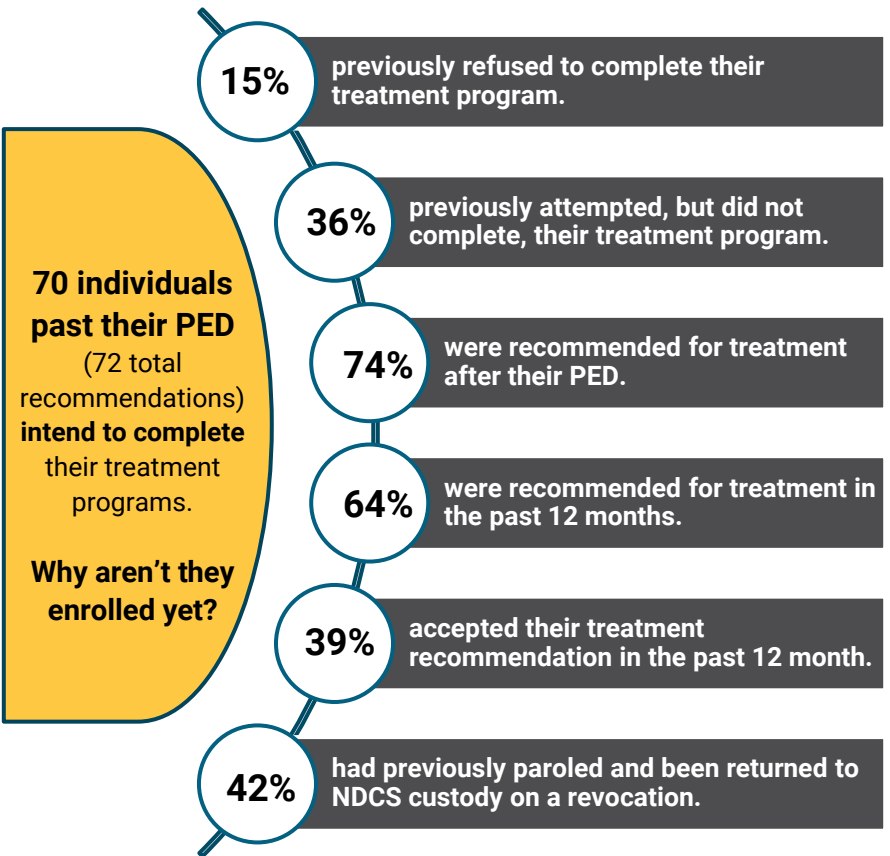 70 individuals
past their PED
(72 total
recommendations)
intend to complete
their treatment
programs.
Why aren't they
enrolled yet?
15%
previously refused to complete their
treatment program.
36%
previously attempted, but did not
complete, their treatment program.
74%
were recommended for treatment
after their PED.
64%
were recommended for treatment in
the past 12 months.
39%
accepted their treatment
recommendation in the past 12 month.
42%
had previously paroled and been returned to
NDCS custody on a revocation.